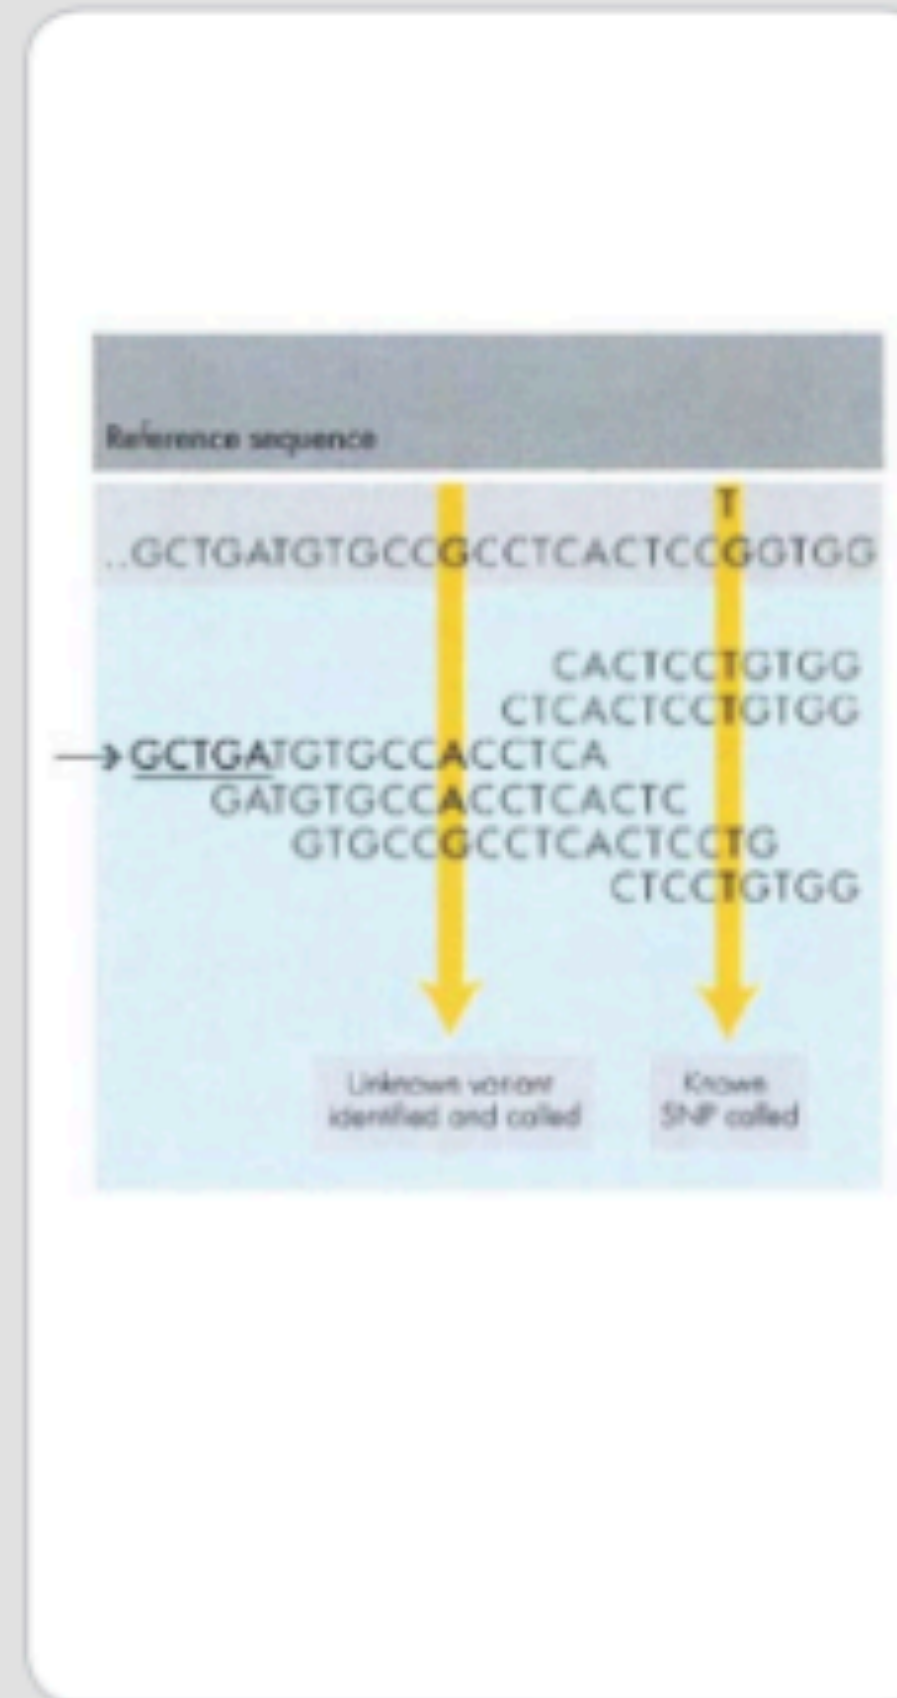 Reference sequence
T
..GCTGATGTGCCGCCTCACTCCGGTGG
CACTCCTGTGG
CTCACTCCTGTGG
GCTGATGTGCCACCTCA
GATGTGCCACCTCACTC
GTGCCGCCTCACTCCTG
CTCCTGTGG
Unknown variant
identified and called
Known
SNP called